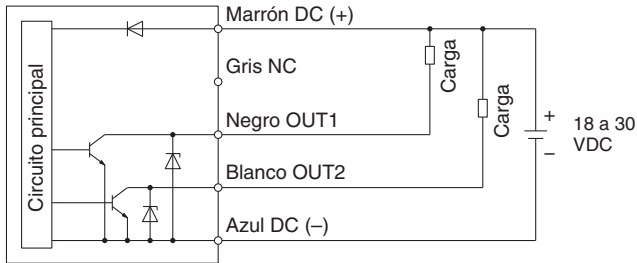 Marrón DC (+)
Gris NC
Negro OUT1
Blanco OUT2
Azul DC (–)
Circuito principal
Carga
Carga
+
–
18 a 30
VDC